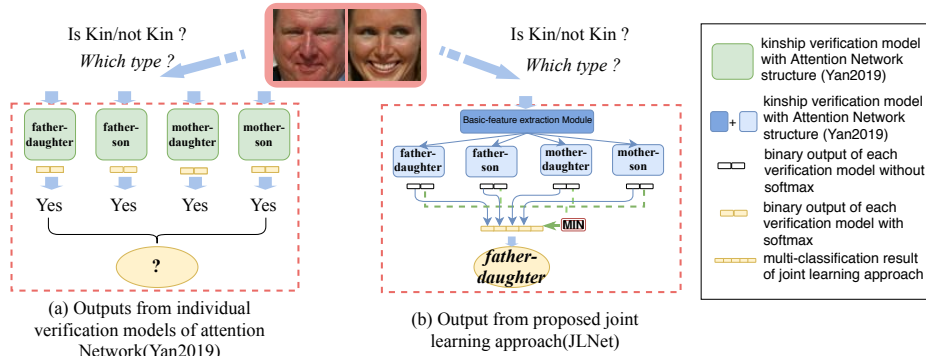 Is Kin/not Kin ?
Which type ?
father-
daughter
father-
son
mother-
daughter
mother-
son
Yes
Yes
Yes
Yes
?
(a) Outputs from individual
verification models of attention
Network(Yan2019)
Is Kin/not Kin ?
Which type ?
Basic-feature extraction Module
father-
daughter
father-
son
mother-
daughter
mother-
son
MIN
father-
daughter
(b) Output from proposed joint
learning approach(JLNet)
kinship verification model
with Attention Network
structure (Yan2019)
+
kinship verification model
with Attention Network
structure (Yan2019)
binary output of each
verification model without
softmax
binary output of each
verification model with
softmax
multi-classification result
of joint learning approach